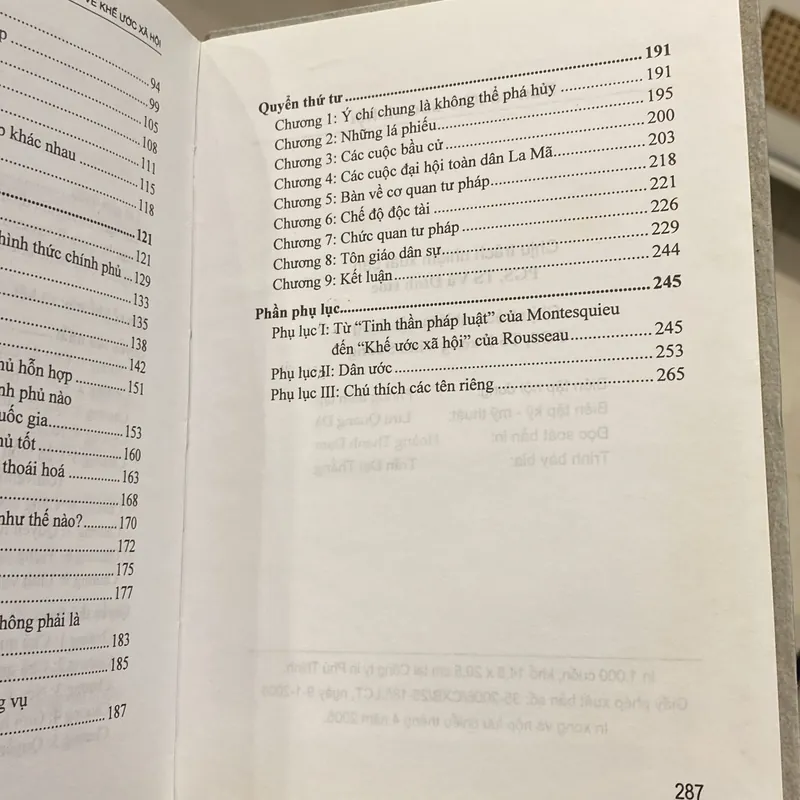 VỀ KHẾ ƯỚC XÃ HỘI
94
99
105
108
khác nhau 111
115
118
121
121
hình thức chính phủ 129
133
135
138
142
hỗn hợp 151
phủ nào
quốc gia 153
tốt 160
thoái hoá 163
168
như thế nào? 170
172
175
177
không phải là
183
185
vụ
187
Quyển thứ tư 191
Chương 1: Ý chí chung là không thể phá hủy 191
Chương 2: Những lá phiếu 195
Chương 3: Các cuộc bầu cử 200
Chương 4: Các cuộc đại hội toàn dân La Mã 203
Chương 5: Bàn về cơ quan tư pháp 218
Chương 6: Chế độ độc tài 221
Chương 7: Chức quan tư pháp 226
Chương 8: Tôn giáo dân sự 229
Chương 9: Kết luận 244
Phần phụ lục 245
Phụ lục I: Từ “Tinh thần pháp luật” của Montesquieu
đến “Khế ước xã hội” của Rousseau 245
Phụ lục II: Dân ước 253
Phụ lục III: Chú thích các tên riêng 265
287